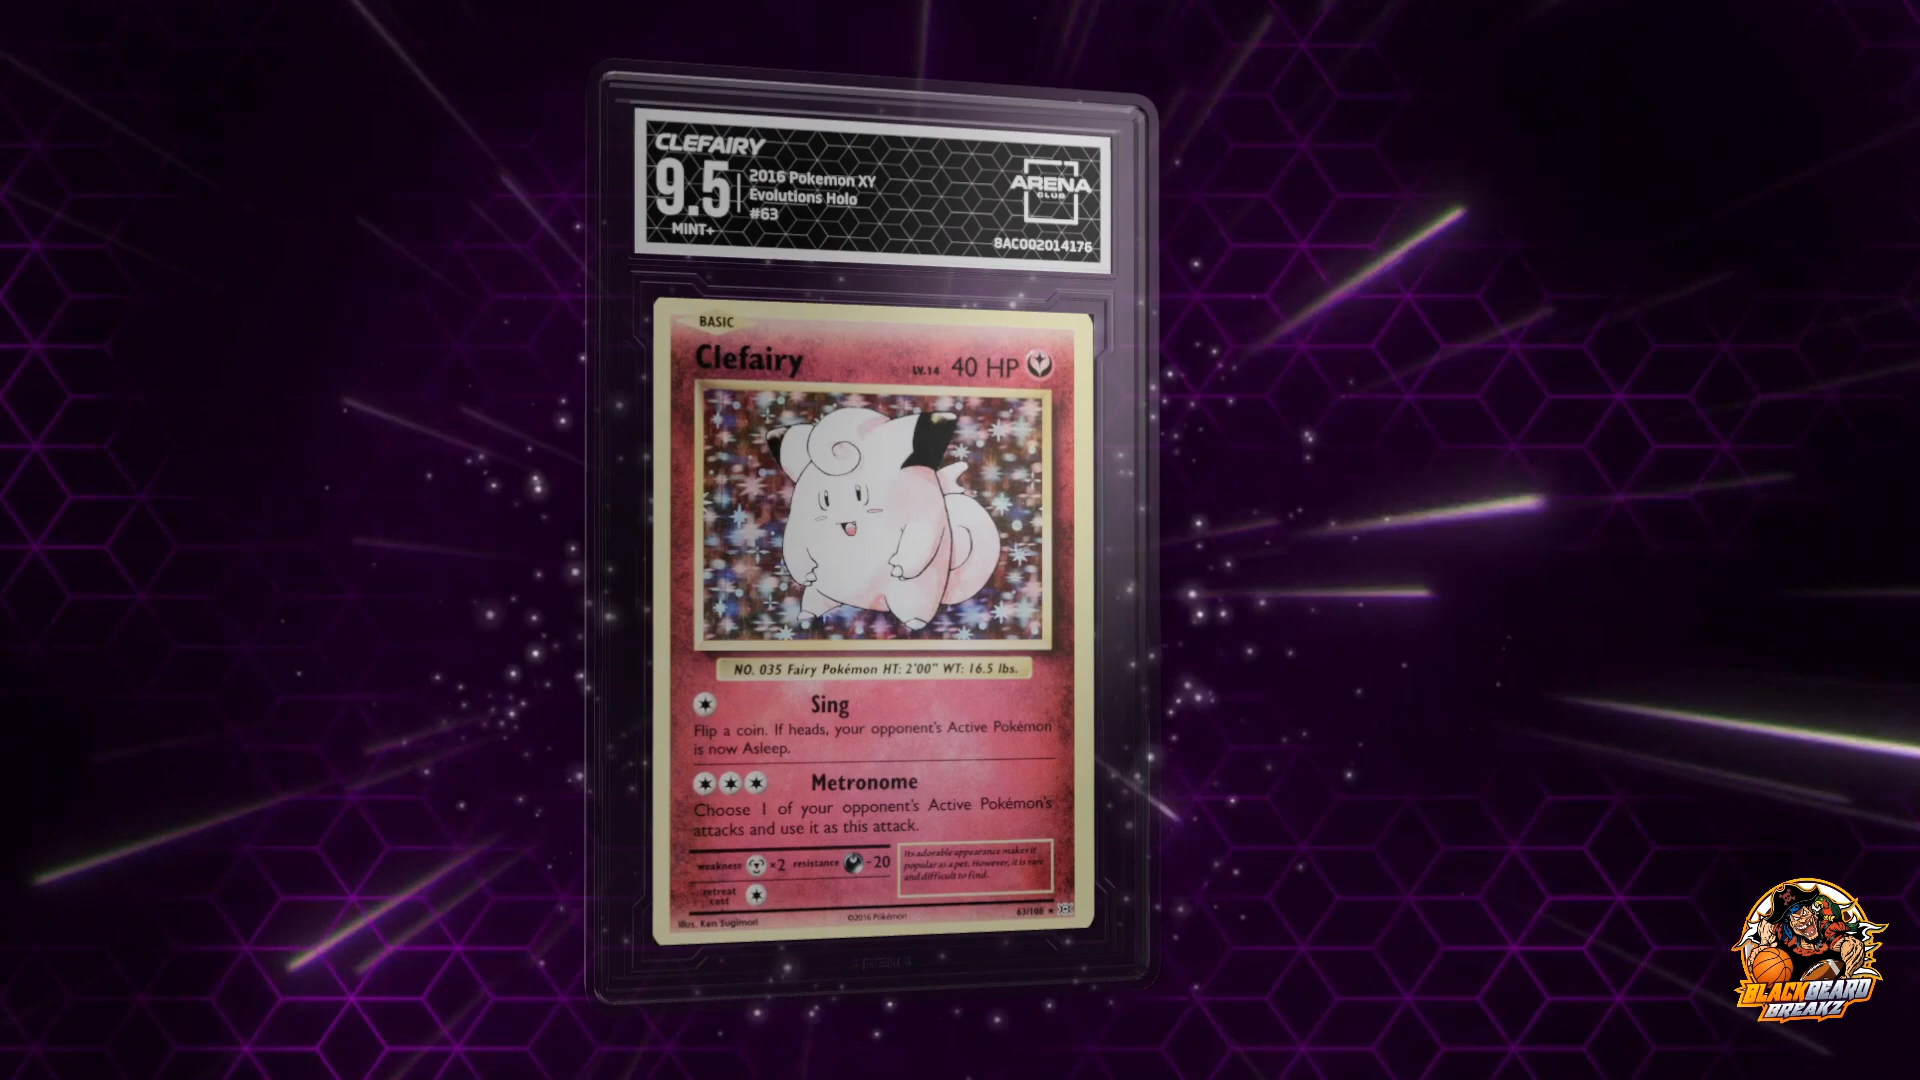 CLEFAIRY
9.5
MINT+
2016 Pokemon XY
Evolutions Holo
#63
ARENA
CLUB
8AC002014176
BASIC
Clefairy
LV.14 40 HP
NO. 035 Fairy Pokémon HT: 2'00" WT: 16.5 lbs.
Sing
Flip a coin. If heads, your opponent's Active Pokémon
is now Asleep.
Metronome
Choose 1 of your opponent's Active Pokémon's
attacks and use it as this attack.
weakness ×2 resistance -20
retreat
cost
Its adorable appearance makes it
popular as a pet. However, it is rare
and difficult to find.
Illus. Ken Sugimori
©2016 Pokémon
63/108
BLACKBEARD
BREAKZ